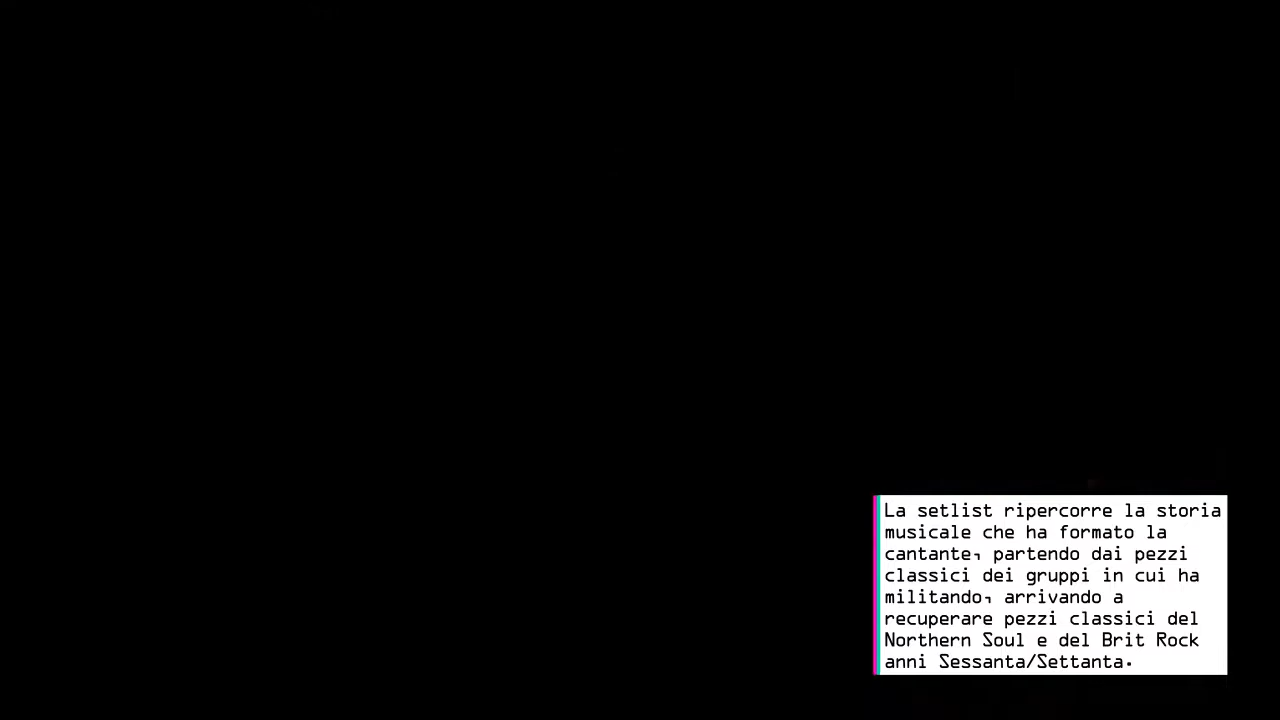 La setlist ripercorre la storia
musicale che ha formato la
cantante, partendo dai pezzi
classici dei gruppi in cui ha
militando, arrivando a
recuperare pezzi classici del
Northern Soul e del Brit Rock
anni Sessanta/Settanta.